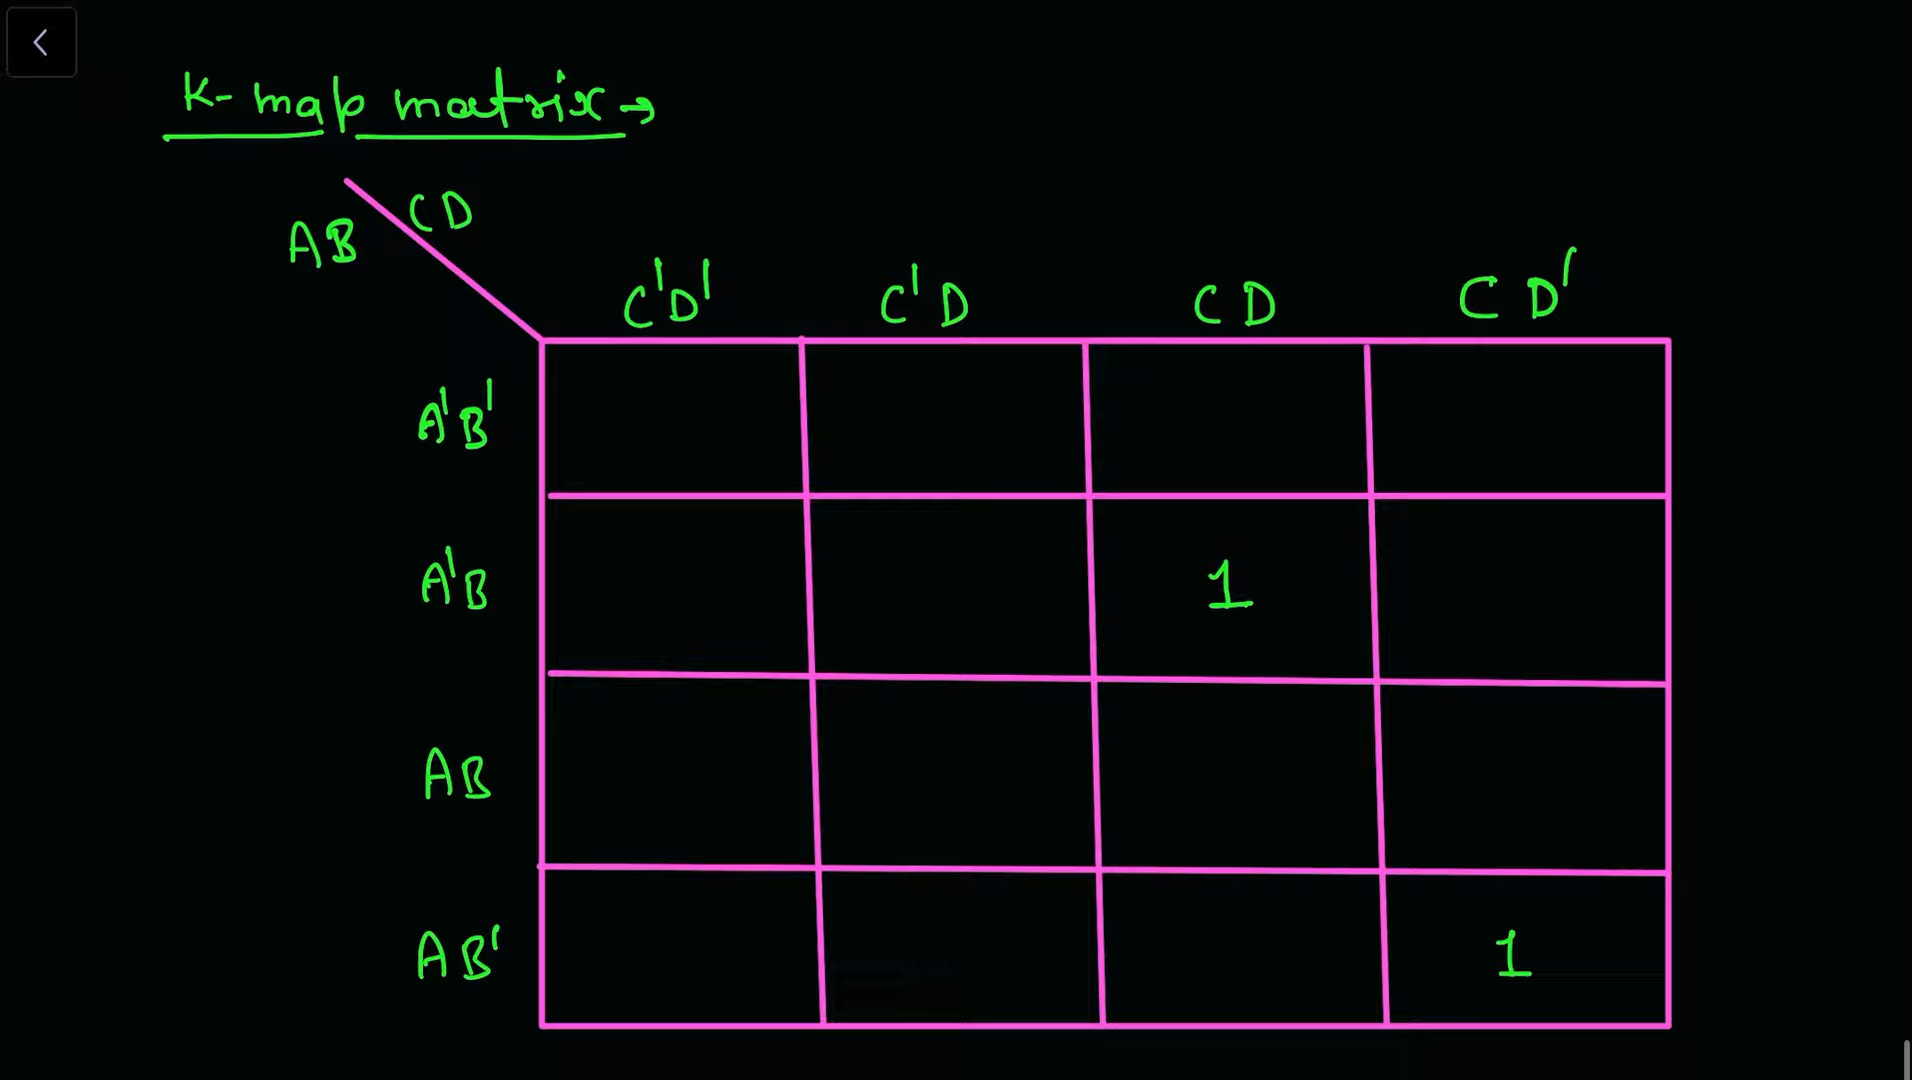 K-map matrix→
CD
AB
C'D' C'D CD CD'
A'B'
A'B 1
AB
AB' 1